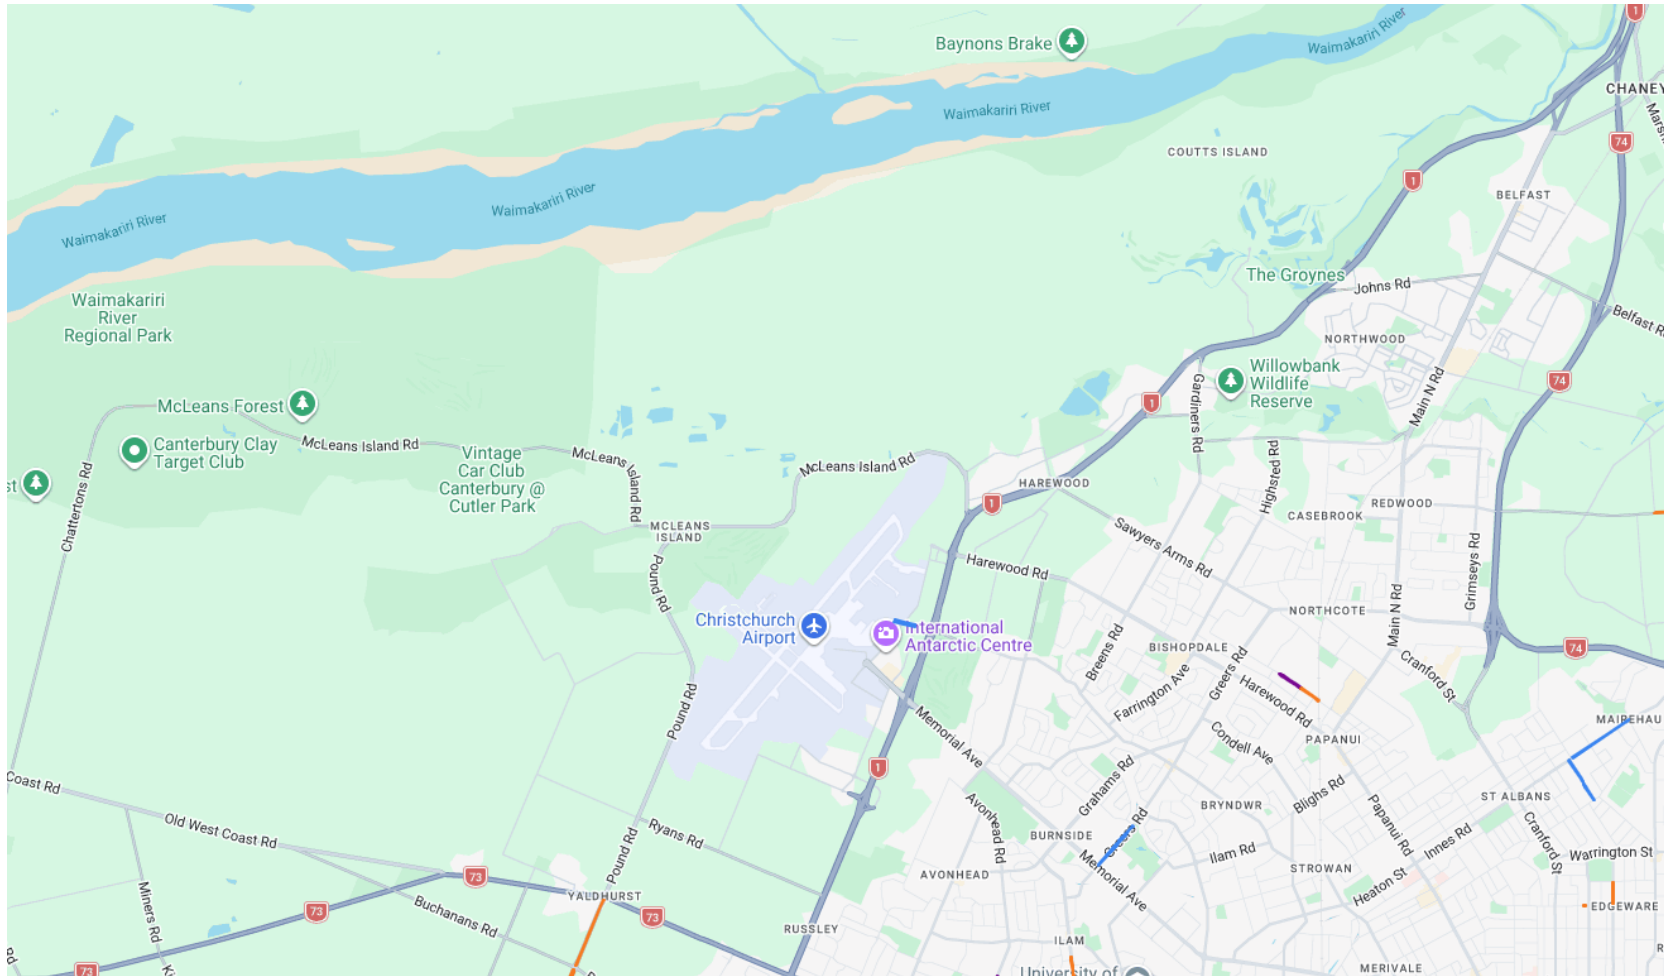 1
Waimakariri River
Baynons Brake
CHANEY
Waimakariri River
74
COUTTS ISLAND
1
BELFAST
Waimakariri River
Waimakariri River
The Groynes
Johns Rd
Waimakariri
River
Regional Park
Belfast R
NORTHWOOD
Willowbank
Wildlife
Reserve
Gardiners Rd
Main N Rd
74
1
McLeans Forest
McLeans Island Rd
Canterbury Clay
Target Club
Vintage
Car Club
Canterbury @
Cutler Park
McLeans Island Rd
McLeans Island Rd
st
Chattertons Rd
HAREWOOD
Highsted Rd
REDWOOD
CASEBROOK
1
MCLEANS
ISLAND
Sawyers Arms Rd
Harewood Rd
Grimseys Rd
Pound Rd
Main N Rd
NORTHCOTE
Christchurch
Airport
International
Antarctic Centre
Breens Rd
BISHOPDALE
74
Farrington Ave
Greers Rd
Harewood Rd
Cranford St
Pound Rd
Memorial Ave
PAPANUI
MAIREHAU
Condell Ave
1
Coast Rd
Grahams Rd
Blighs Rd
ST ALBANS
BRYNDWR
Avonhead Rd
Papanui Rd
Old West Coast Rd
Ryans Rd
BURNSIDE
Greers Rd
Innes Rd
Cranford St
Ilam Rd
Warrington St
Pound Rd
Memorial Ave
STROWAN
73
AVONHEAD
Heaton St
YALDHURST
Miners Rd
Buchanans Rd
73
73
EDGEWARE
RUSSLEY
ILAM
Rd
73
University of
MERIVALE